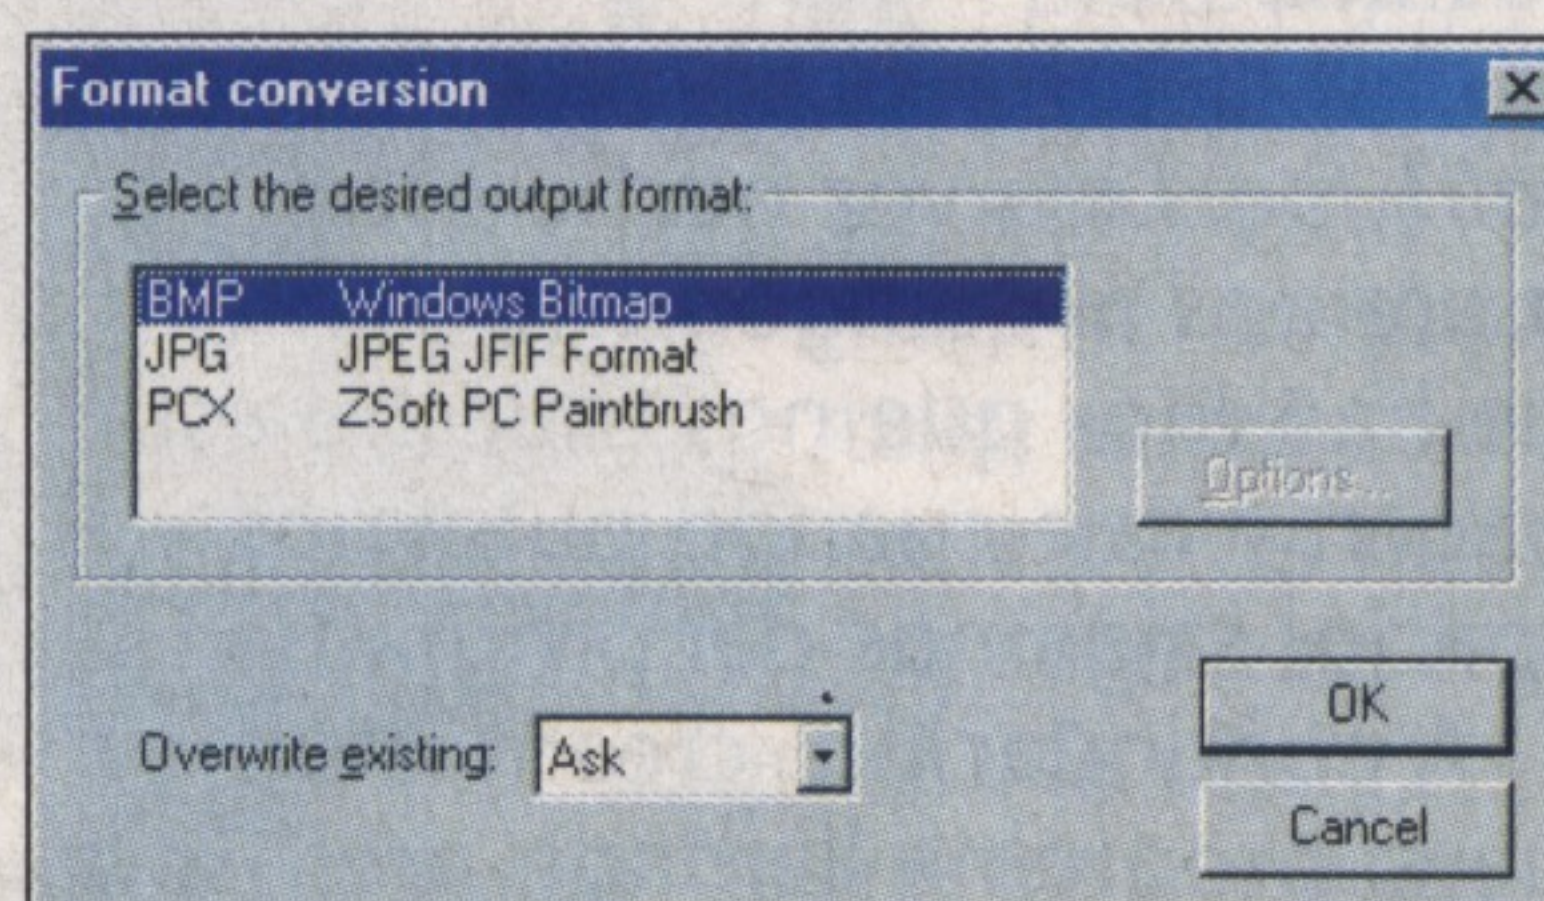 Format conversion
Select the desired output format:
BMP Windows Bitmap
JPG JPEG JFIF Format
PCX ZSoft PC Paintbrush
Options...
Overwrite existing: Ask
OK
Cancel